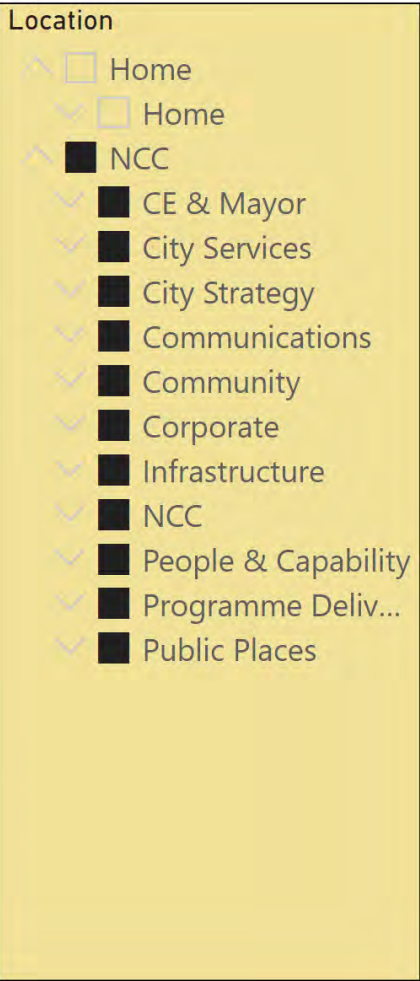 Location
Home
Home
NCC
CE & Mayor
City Services
City Strategy
Communications
Community
Corporate
Infrastructure
NCC
People & Capability
Programme Deliv...
Public Places